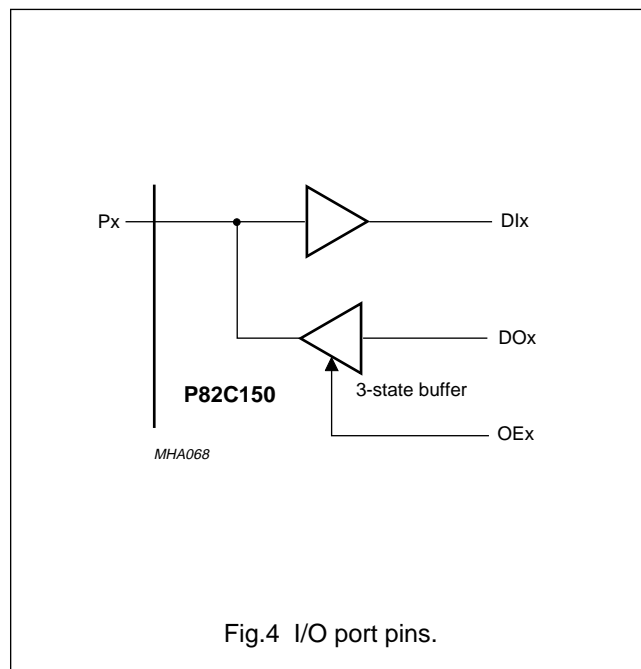 Px
DIx
DOx
P82C150
3-state buffer
OEx
MHA068
Fig.4 I/O port pins.